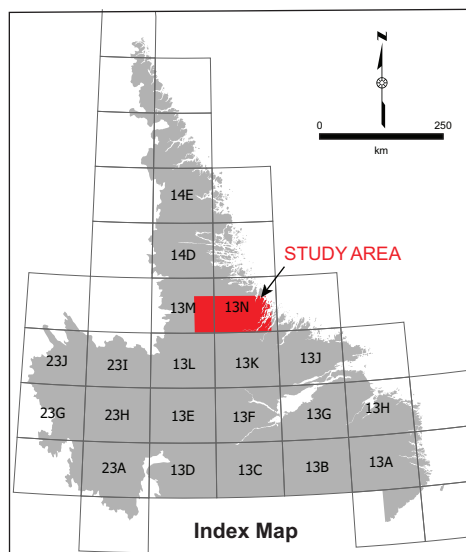 N
0 250
km
14E
14D
STUDY AREA
13M 13N
23J 23I 13L 13K 13J
23G 23H 13E 13F 13G 13H
23A 13D 13C 13B 13A
Index Map